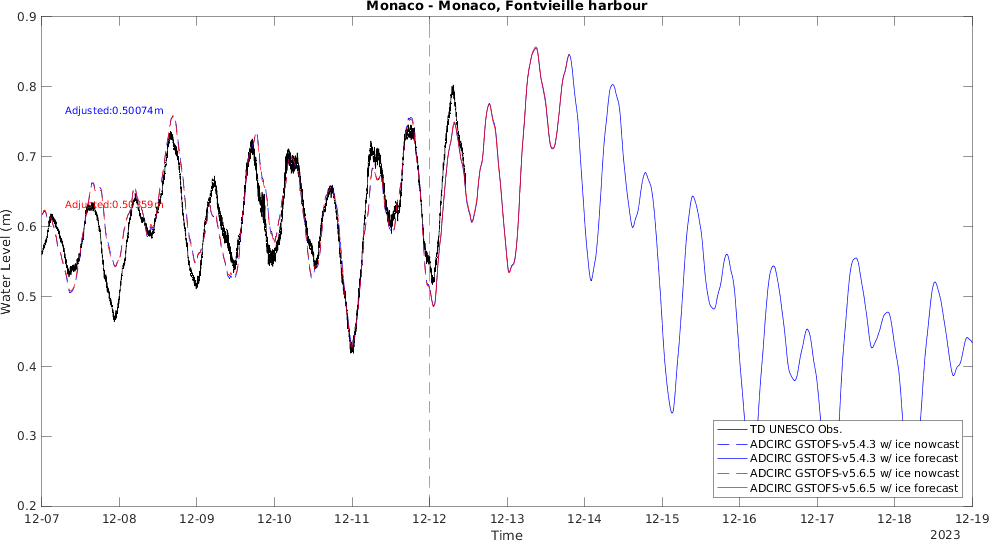 Monaco - Monaco, Fontvieille harbour
0.9
0.8
0.7
0.6
0.5
0.4
0.3
0.2
Water Level (m)
Adjusted:0.50074m
TD UNESCO Obs.
ADCIRC GSTOFS-v5.4.3 w/ ice nowcast
ADCIRC GSTOFS-v5.4.3 w/ ice forecast
ADCIRC GSTOFS-v5.6.5 w/ ice nowcast
ADCIRC GSTOFS-v5.6.5 w/ ice forecast
12-07 12-08 12-09 12-10 12-11 12-12 12-13 12-14 12-15 12-16 12-17 12-18 12-19
Time
2023